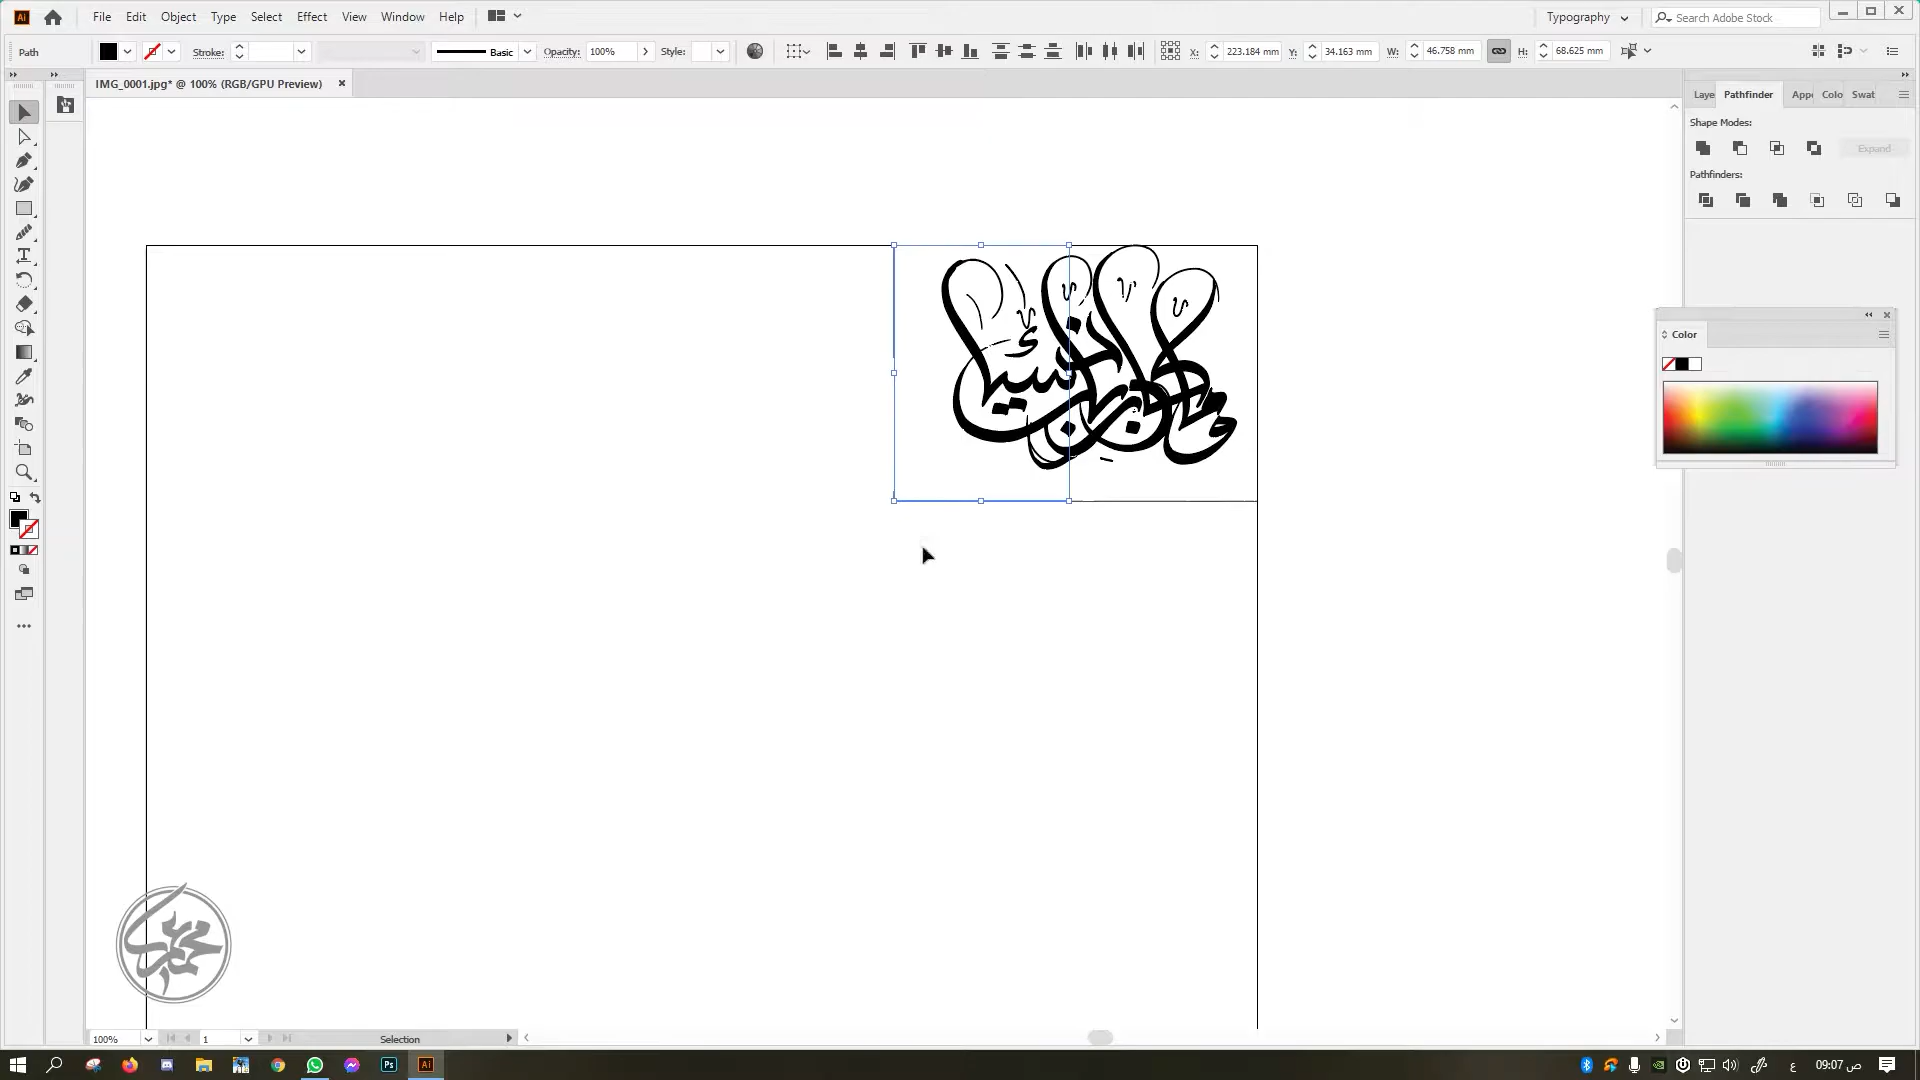 File Edit Object Type Select Effect View Window Help Typography Search Adobe Stock
Path Stroke: Basic Opacity: 100% Style: X: 223.184 mm Y: 34.163 mm W: 46.758 mm H: 68.625 mm
IMG_0001.jpg* @ 100% (RGB/GPU Preview)
Laye Pathfinder Appe Colo Swat
Shape Modes:
Expand
Pathfinders:
Color
100% 1 Selection
ع 09:07 ص